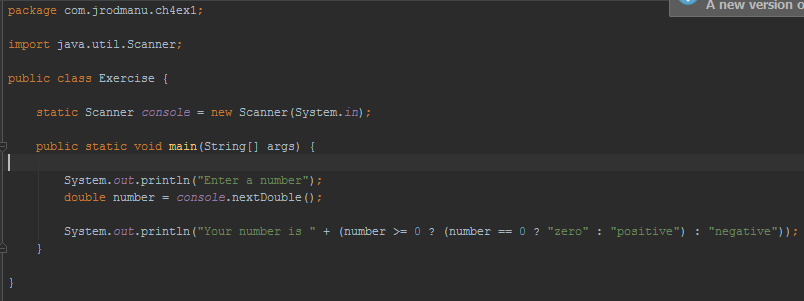 A new version o
package com.jrodmanu.ch4ex1;
import java.util.Scanner;
public class Exercise {
static Scanner console = new Scanner(System.in);
public static void main(String[] args) {
System.out.println("Enter a number");
double number = console.nextDouble();
System.out.println("Your number is " + (number >= 0 ? (number == 0 ? "zero" : "positive") : "negative"));
}
}